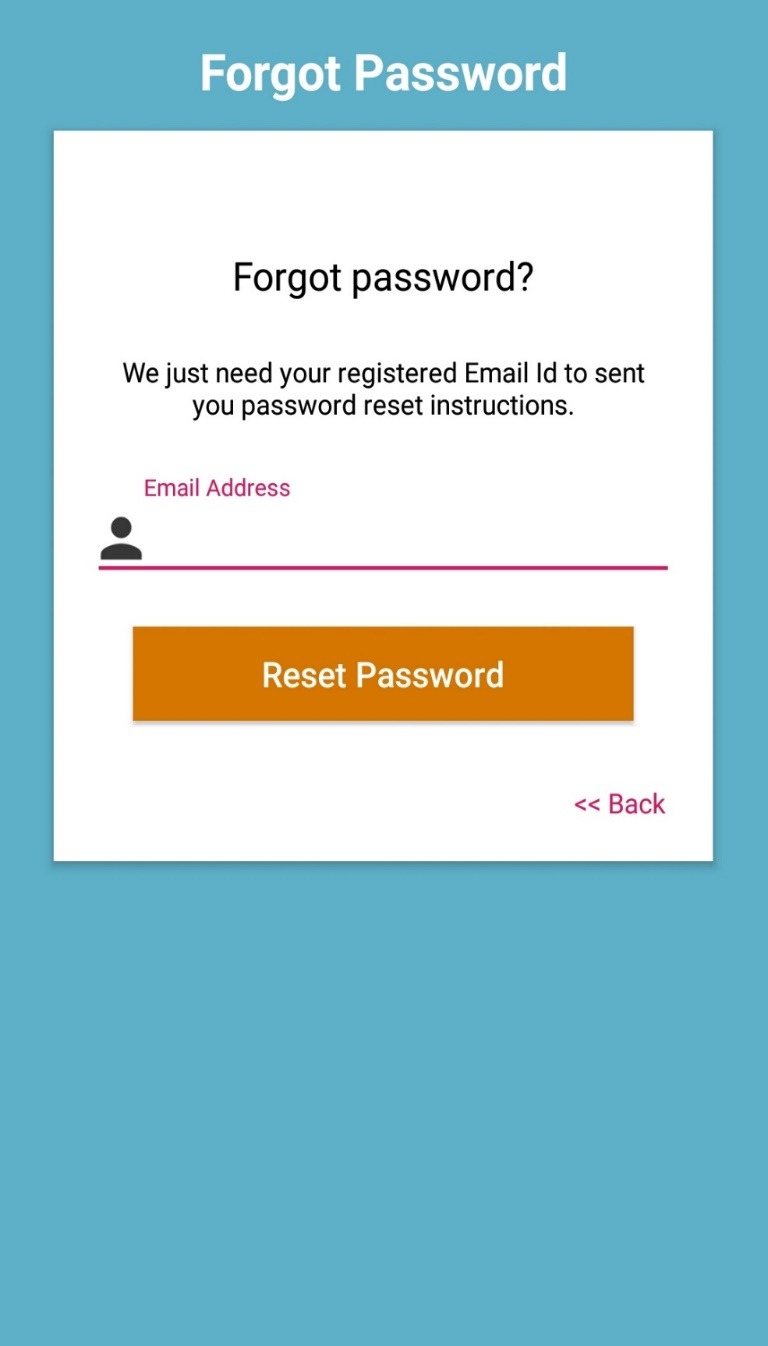 Forgot Password
Forgot password?
We just need your registered Email Id to sent
you password reset instructions.
Email Address
Reset Password
<< Back